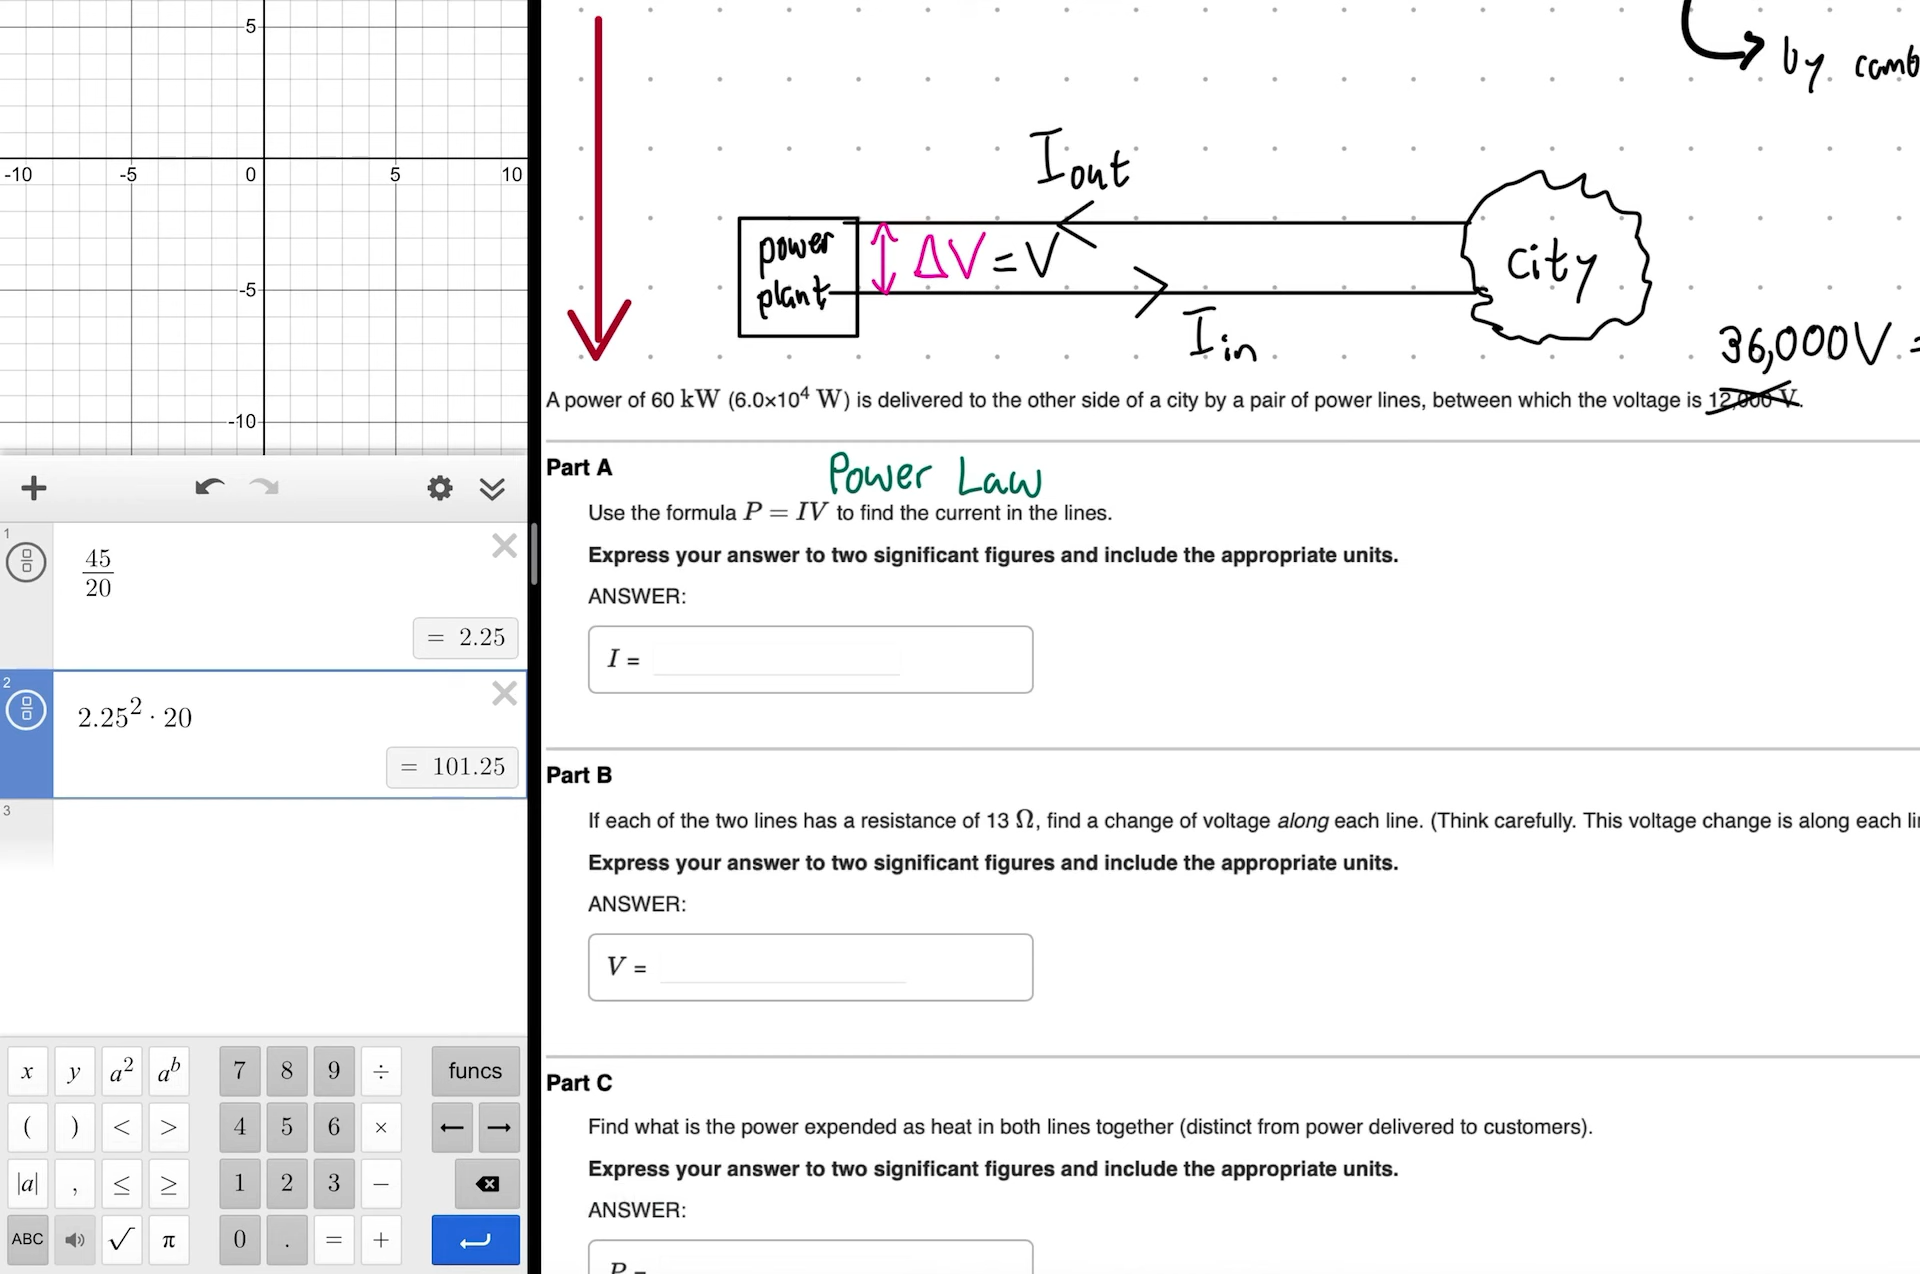 5
-10 -5 0 5 10
-5
-10
1
45
20
= 2.25
2
2.25² · 20
= 101.25
3
x y a² aᵇ 7 8 9 ÷ funcs
( ) < > 4 5 6 × ← →
|a| , ≤ ≥ 1 2 3 −
ABC √ π 0 . = +
by comb
I out
power
plant
ΔV = V
city
I in
36,000V =
A power of 60 kW (6.0×10⁴ W) is delivered to the other side of a city by a pair of power lines, between which the voltage is 12,000 V.
Part A
Power Law
Use the formula P = IV to find the current in the lines.
Express your answer to two significant figures and include the appropriate units.
ANSWER:
I =
Part B
If each of the two lines has a resistance of 13 Ω, find a change of voltage along each line. (Think carefully. This voltage change is along each li
Express your answer to two significant figures and include the appropriate units.
ANSWER:
V =
Part C
Find what is the power expended as heat in both lines together (distinct from power delivered to customers).
Express your answer to two significant figures and include the appropriate units.
ANSWER:
P =